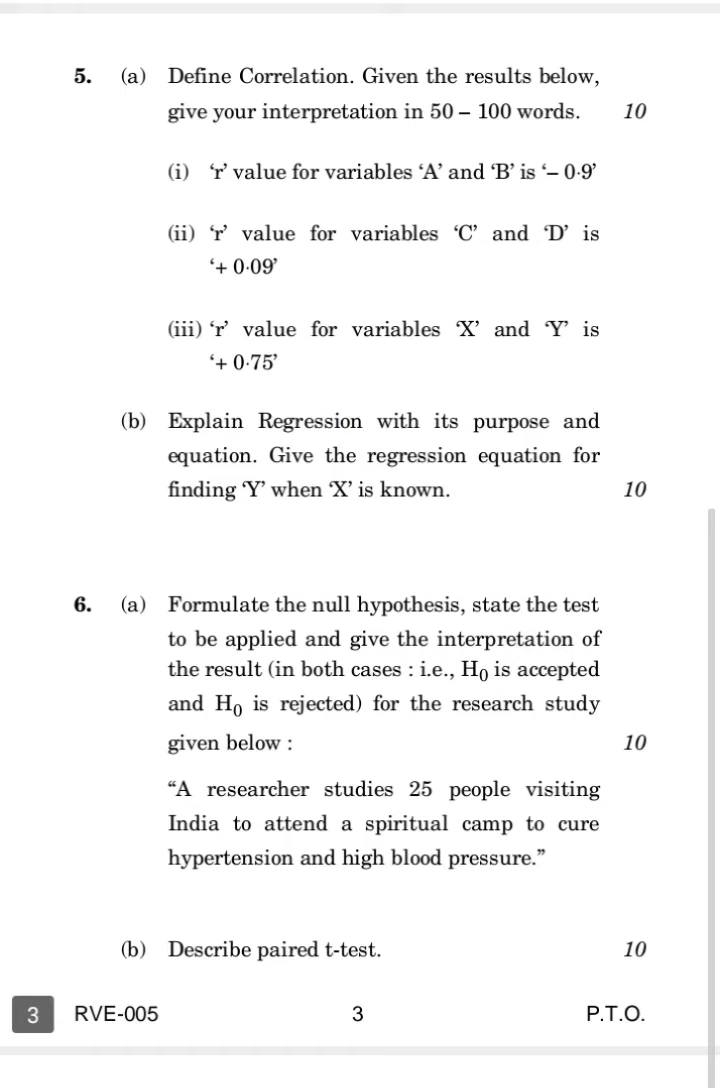 5. (a) Define Correlation. Given the results below,
give your interpretation in 50 – 100 words. 10
(i) ‘r’ value for variables ‘A’ and ‘B’ is ‘– 0·9’
(ii) ‘r’ value for variables ‘C’ and ‘D’ is
‘+ 0·09’
(iii) ‘r’ value for variables ‘X’ and ‘Y’ is
‘+ 0·75’
(b) Explain Regression with its purpose and
equation. Give the regression equation for
finding ‘Y’ when ‘X’ is known. 10
6. (a) Formulate the null hypothesis, state the test
to be applied and give the interpretation of
the result (in both cases : i.e., H₀ is accepted
and H₀ is rejected) for the research study
given below : 10
“A researcher studies 25 people visiting
India to attend a spiritual camp to cure
hypertension and high blood pressure.”
(b) Describe paired t-test. 10
3 RVE-005 3 P.T.O.